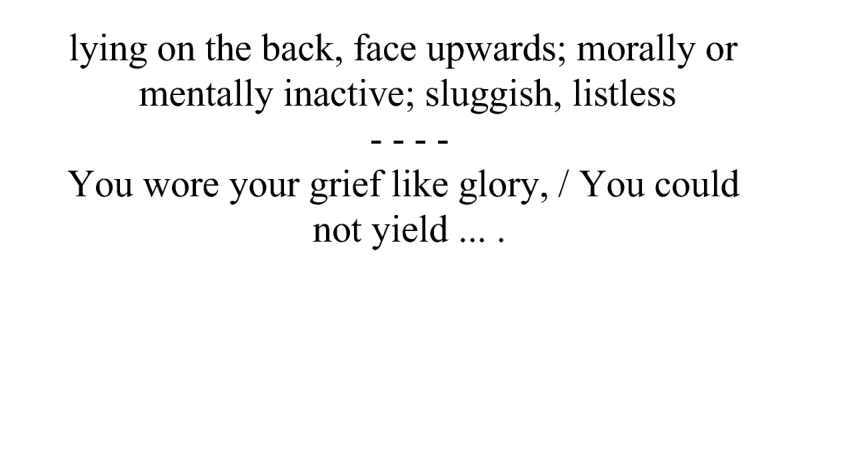 lying on the back, face upwards; morally or
mentally inactive; sluggish, listless
- - - -
You wore your grief like glory, / You could
not yield ... .